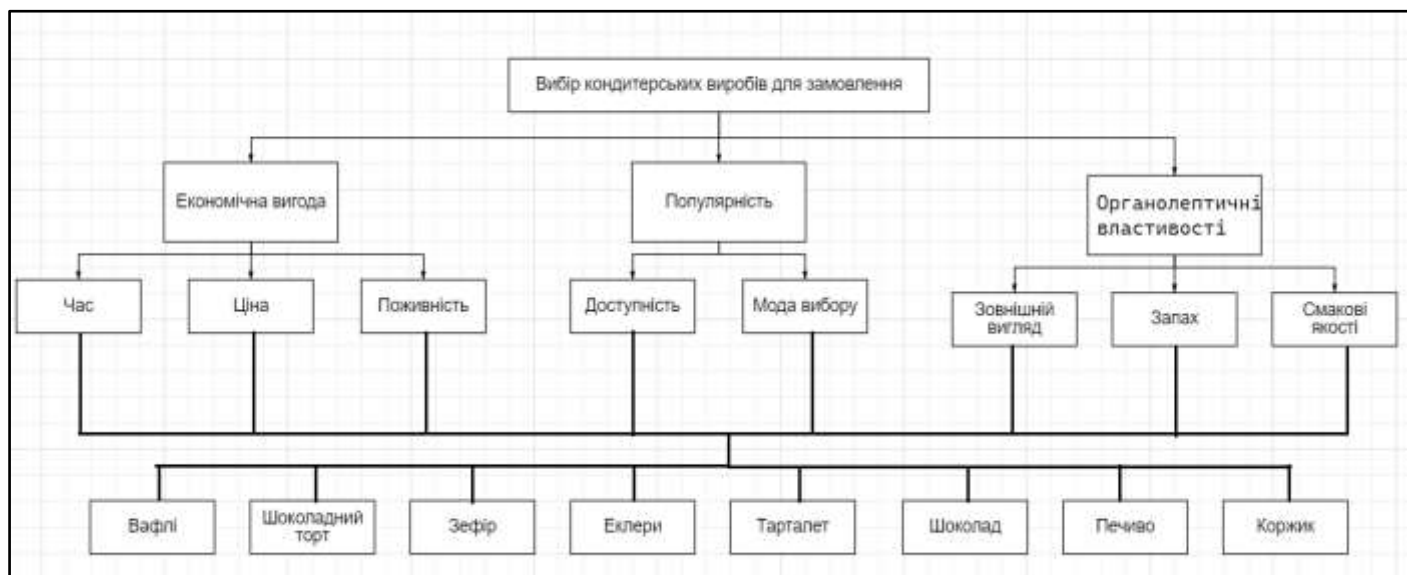 Вибір кондитерських виробів для замовлення
Економічна вигода
Популярність
Органолептичні
властивості
Час
Ціна
Поживність
Доступність
Мода вибору
Зовнішній
вигляд
Запах
Смакові
якості
Вафлі
Шоколадний
торт
Зефір
Еклери
Тарталет
Шоколад
Печиво
Коржик